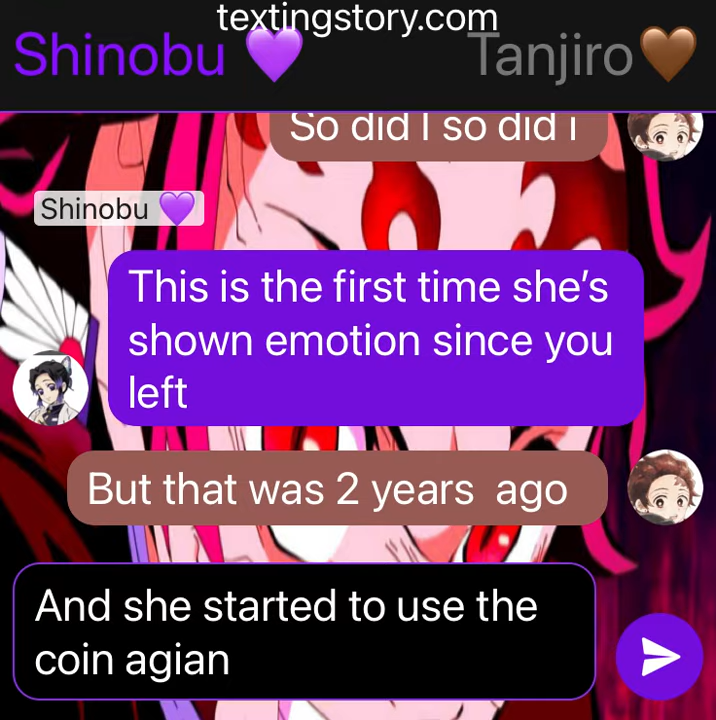 textingstory.com
Shinobu 💜 Tanjiro🤎
So did I so did i
Shinobu 💜
This is the first time she’s
shown emotion since you
left
But that was 2 years  ago
And she started to use the
coin agian